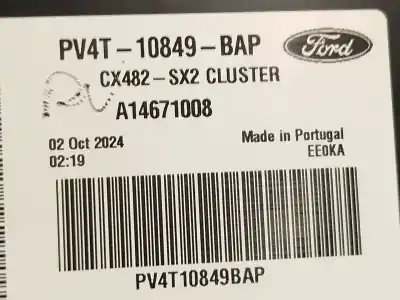 PV4T-10849-BAP
Ford
CX482-SX2 CLUSTER
A14671008
02 Oct 2024
02:19
Made in Portugal
EE0KA
PV4T10849BAP